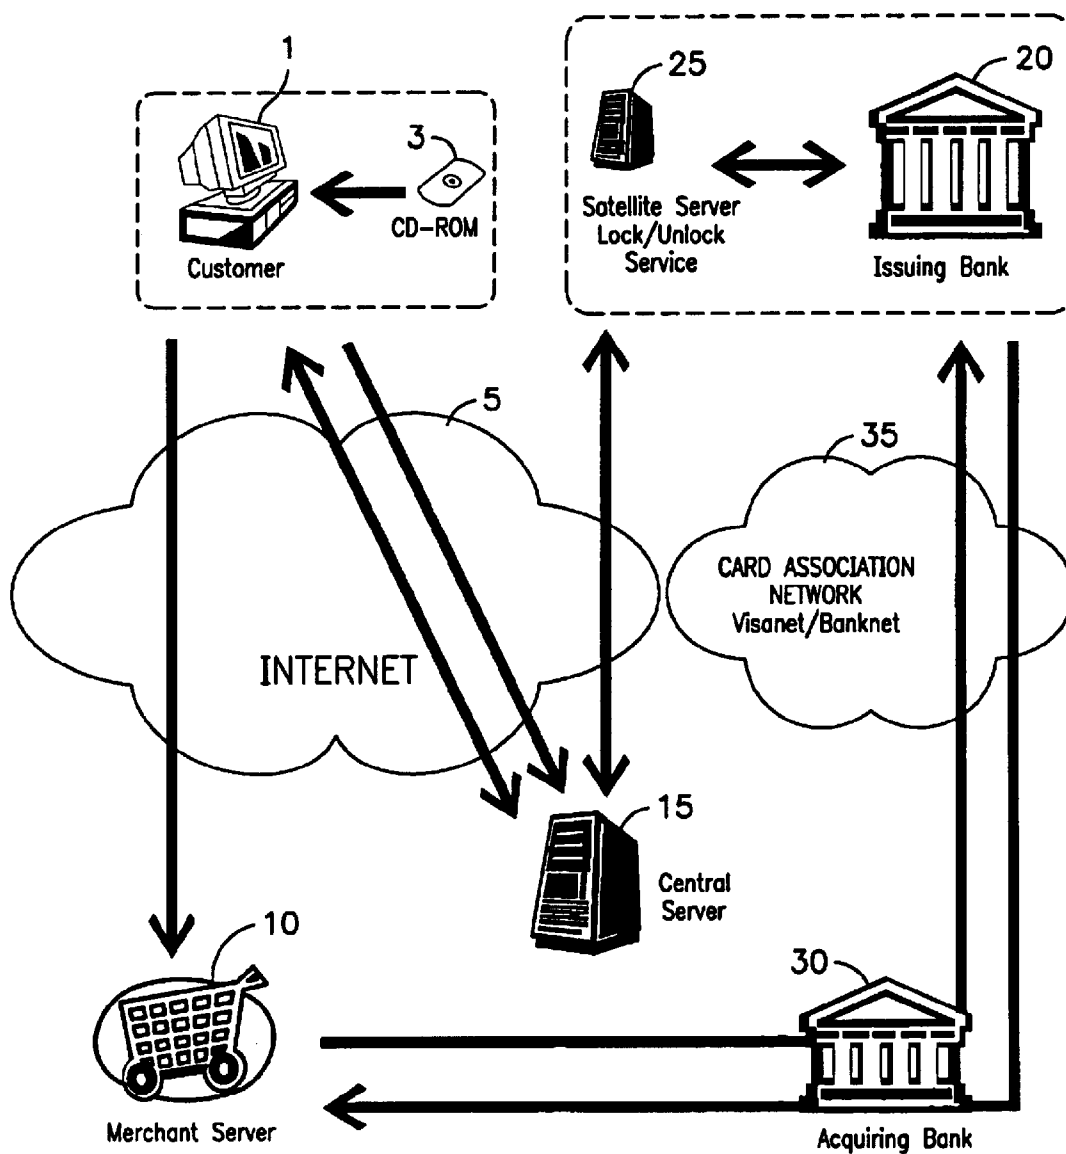 1
25
20
3
CD-ROM
Customer
Satellite Server
Lock/Unlock
Service
Issuing Bank
5
35
CARD ASSOCIATION
NETWORK
Visanet/Banknet
INTERNET
15
Central
Server
10
30
Merchant Server
Acquiring Bank